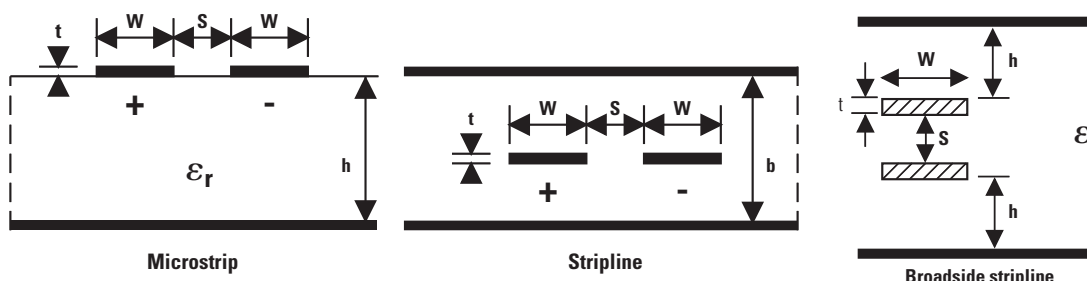 W S W
t
+ -
εr
h
Microstrip
W S W
t
+ -
b
Stripline
W
h
t
S
ε
h
Broadside stripline